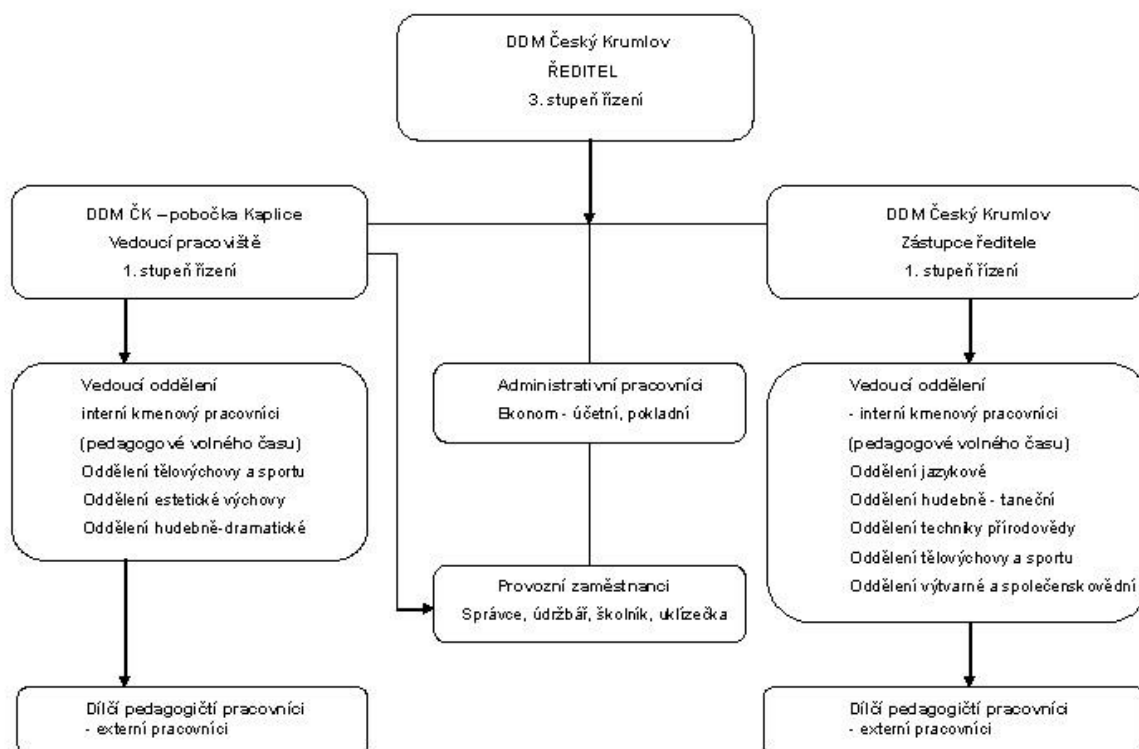 DDM Český Krumlov
ŘEDITEL
3. stupeň řízení
DDM ČK – pobočka Kaplice
Vedoucí pracoviště
1. stupeň řízení
DDM Český Krumlov
Zástupce ředitele
1. stupeň řízení
Vedoucí oddělení
interní kmenový pracovníci
(pedagogové volného času)
Oddělení tělovýchovy a sportu
Oddělení estetické výchovy
Oddělení hudebně-dramatické
Administrativní pracovníci
Ekonom - účetní, pokladní
Vedoucí oddělení
- interní kmenový pracovníci
(pedagogové volného času)
Oddělení jazykové
Oddělení hudebně - taneční
Oddělení techniky přírodovědy
Oddělení tělovýchovy a sportu
Oddělení výtvarné a společenskovědní
Provozní zaměstnanci
Správce, údržbář, školník, uklízečka
Dílčí pedagogičtí pracovníci
- externí pracovníci
Dílčí pedagogičtí pracovníci
- externí pracovníci